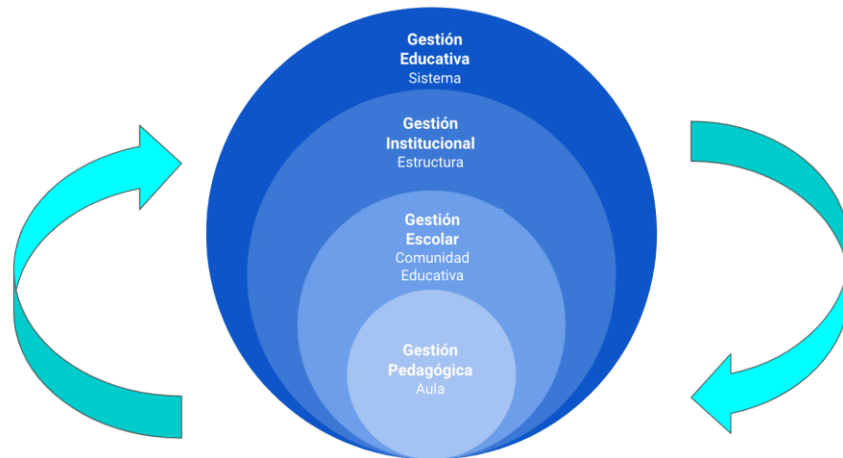 Gestión
Educativa
Sistema
Gestión
Institucional
Estructura
Gestión
Escolar
Comunidad
Educativa
Gestión
Pedagógica
Aula